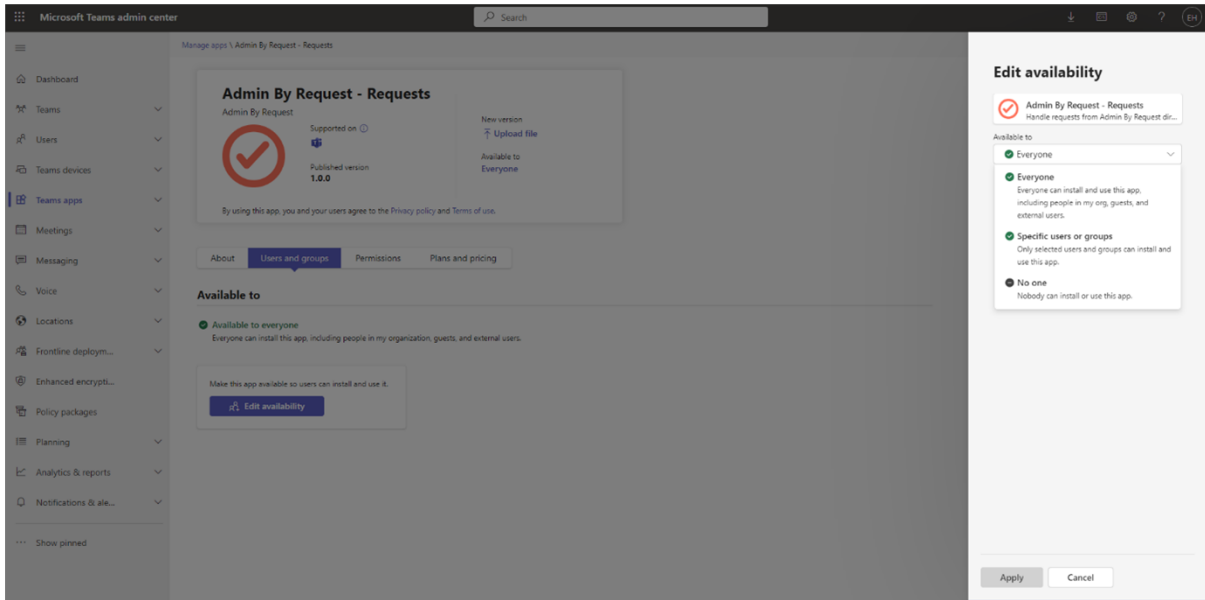 Microsoft Teams admin center
Search
EH
Dashboard
Teams
Users
Teams devices
Teams apps
Meetings
Messaging
Voice
Locations
Frontline deploym...
Enhanced encrypti...
Policy packages
Planning
Analytics & reports
Notifications & ale...
Show pinned
Manage apps \ Admin By Request - Requests
Admin By Request - Requests
Admin By Request
Supported on
Published version
1.0.0
New version
Upload file
Available to
Everyone
By using this app, you and your users agree to the Privacy policy and Terms of use.
About Users and groups Permissions Plans and pricing
Available to
Available to everyone
Everyone can install this app, including people in my organization, guests, and external users.
Make this app available so users can install and use it.
Edit availability
Edit availability
Admin By Request - Requests
Handle requests from Admin By Request dir...
Available to
Everyone
Everyone
Everyone can install and use this app,
including people in my org, guests, and
external users.
Specific users or groups
Only selected users and groups can install and
use this app.
No one
Nobody can install or use this app.
Apply Cancel